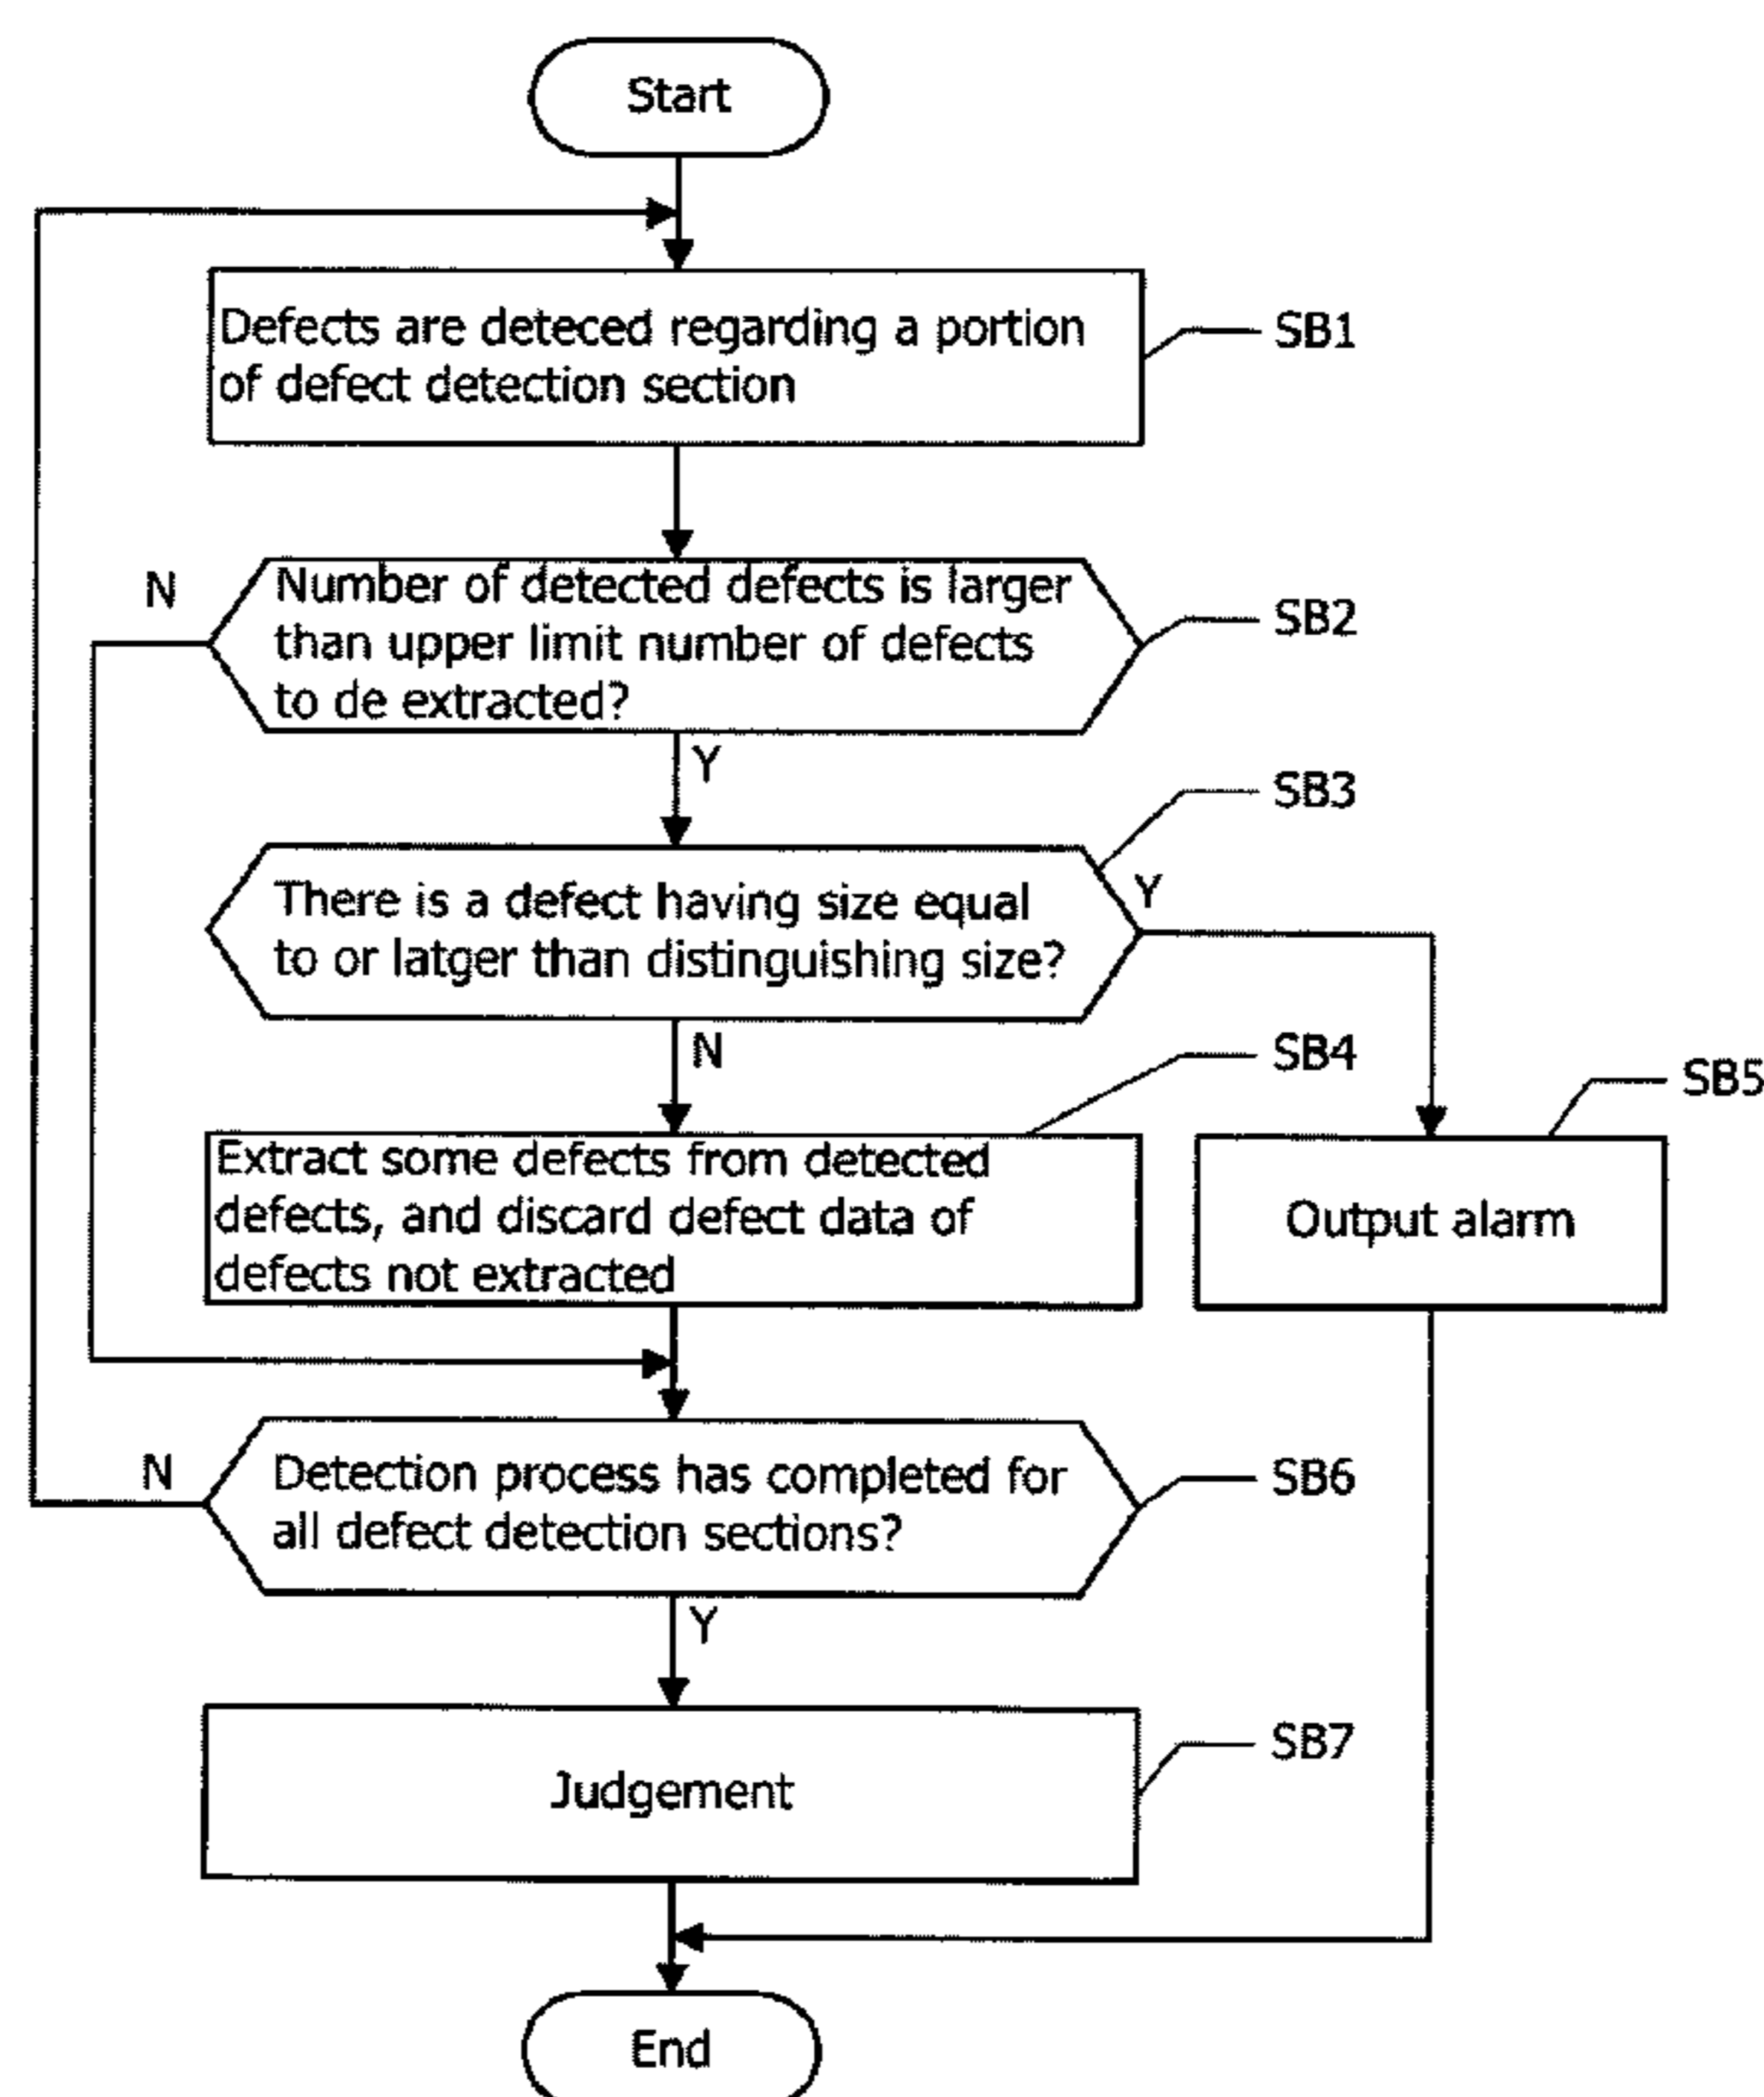 Start
Defects are deteced regarding a portion
of defect detection section
SB1
N
Number of detected defects is larger
than upper limit number of defects
to de extracted?
SB2
Y
SB3
There is a defect having size equal
to or latger than distinguishing size?
Y
N
SB4
SB5
Extract some defects from detected
defects, and discard defect data of
defects not extracted
Output alarm
N
Detection process has completed for
all defect detection sections?
SB6
Y
Judgement
SB7
End